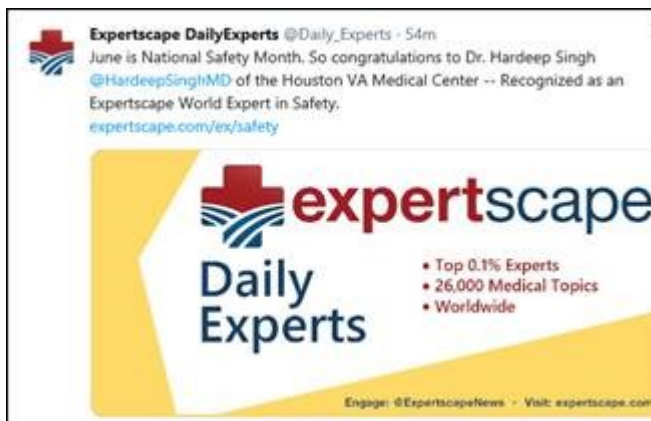 Expertscape DailyExperts @Daily_Experts · 54m
June is National Safety Month. So congratulations to Dr. Hardeep Singh
@HardeepSinghMD of the Houston VA Medical Center -- Recognized as an
Expertscape World Expert in Safety.
expertscape.com/ex/safety
expertscape
Daily
Experts
• Top 0.1% Experts
• 26,000 Medical Topics
• Worldwide
Engage: @ExpertscapeNews · Visit: expertscape.com